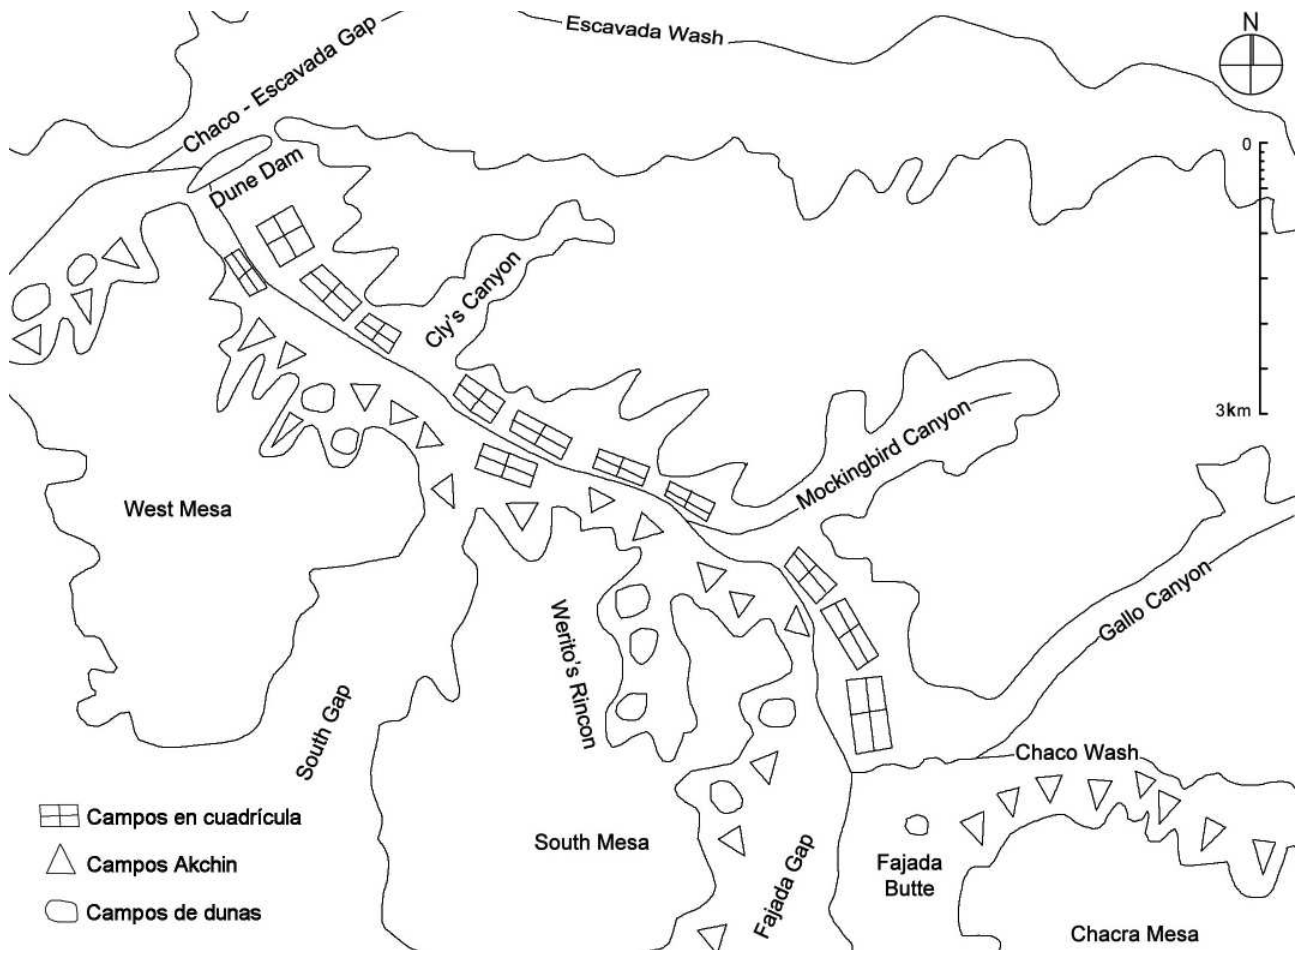 Escavada Wash
N
Chaco - Escavada Gap
Dune Dam
0
Cly's Canyon
3km
Mockingbird Canyon
West Mesa
Gallo Canyon
Werito's Rincon
South Gap
Chaco Wash
Campos en cuadrícula
South Mesa
Campos Akchin
Fajada
Butte
Fajada Gap
Campos de dunas
Chacra Mesa